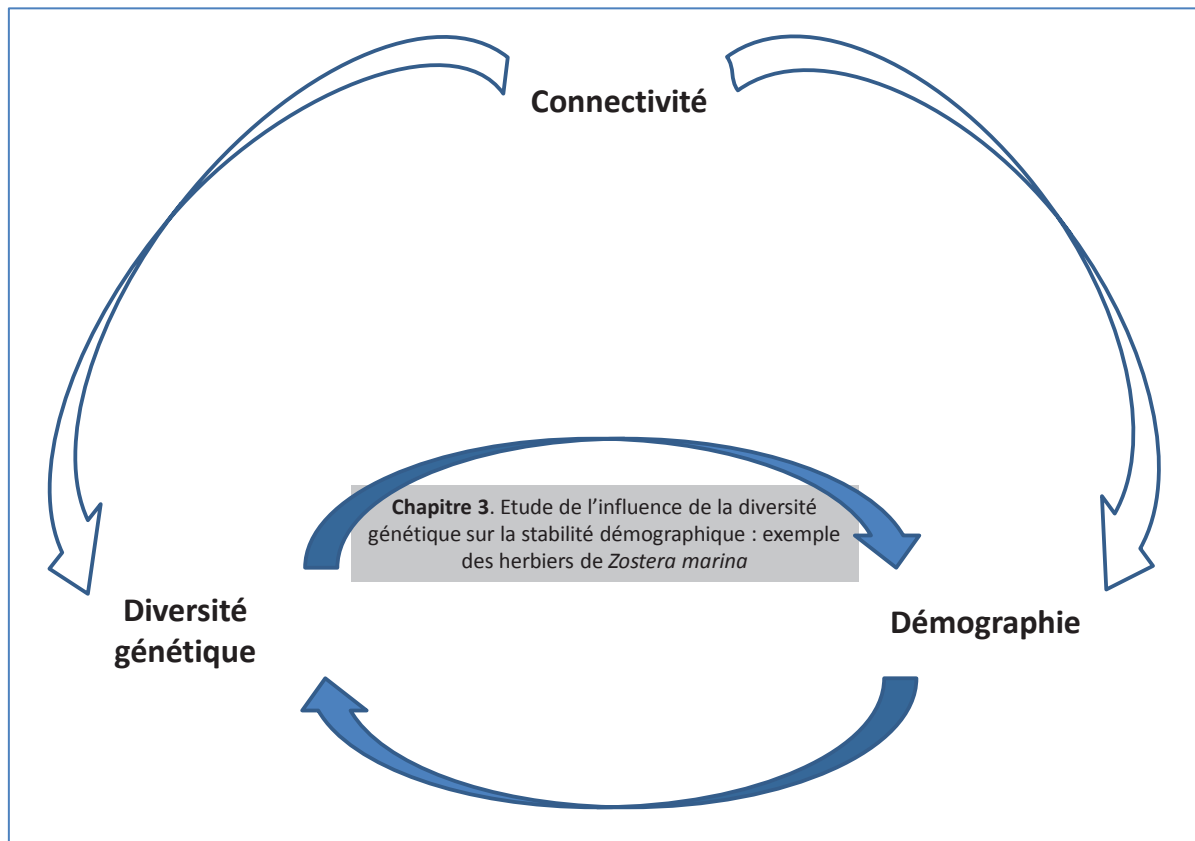 Connectivité
Chapitre 3. Etude de l’influence de la diversité
génétique sur la stabilité démographique : exemple
des herbiers de Zostera marina
Diversité
génétique
Démographie